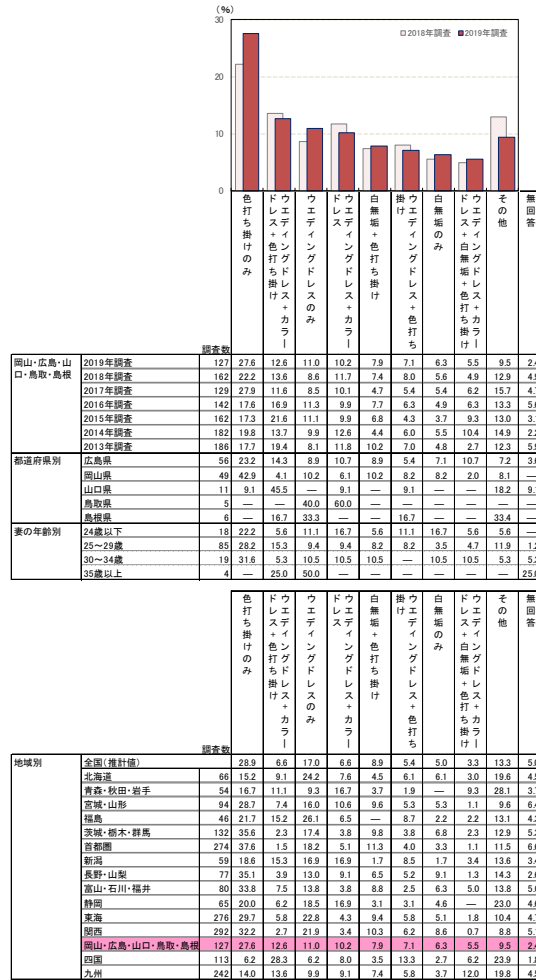 (%)
30
20
10
0
2018年調査 2019年調査
調査数 色打ち掛けのみ ウエディングドレス+カラードレス+色打ち掛け ウエディングドレスのみ ウエディングドレス+カラードレス 白無垢+色打ち掛け ウエディングドレス+色打ち掛け 白無垢のみ ウエディングドレス+白無垢+色打ち掛け その他 無回答
岡山・広島・山口・鳥取・島根 2019年調査 127 27.6 12.6 11.0 10.2 7.9 7.1 6.3 5.5 9.5
2018年調査 162 22.2 13.6 8.6 11.7 7.4 8.0 5.6 4.9 12.9
2017年調査 129 27.9 11.6 8.5 10.1 4.7 5.4 5.4 6.2 15.7
2016年調査 142 17.6 16.9 11.3 9.9 7.7 6.3 4.9 6.3 13.3
2015年調査 162 17.3 21.6 11.1 9.9 6.8 4.3 3.7 9.3 13.0
2014年調査 182 19.8 13.7 9.9 12.6 4.4 6.0 5.5 10.4 14.9
2013年調査 186 17.7 19.4 8.1 11.8 10.2 7.0 4.8 2.7 12.3
都道府県別 広島県 56 23.2 14.3 8.9 10.7 8.9 5.4 7.1 10.7 7.2
岡山県 49 42.9 4.1 10.2 6.1 10.2 8.2 8.2 2.0 8.1 —
山口県 11 9.1 45.5 — 9.1 — 9.1 — — 18.2
鳥取県 5 — — 40.0 60.0 — — — — — —
島根県 6 — 16.7 33.3 — — 16.7 — — 33.4 —
妻の年齢別 24歳以下 18 22.2 5.6 11.1 16.7 5.6 11.1 16.7 5.6 5.6 —
25～29歳 85 28.2 15.3 9.4 9.4 8.2 8.2 3.5 4.7 11.9
30～34歳 19 31.6 5.3 10.5 10.5 10.5 — 10.5 10.5 5.3
35歳以上 4 — 25.0 50.0 — — — — — —
調査数 色打ち掛けのみ ウエディングドレス+カラードレス+色打ち掛け ウエディングドレスのみ ウエディングドレス+カラードレス 白無垢+色打ち掛け ウエディングドレス+色打ち掛け 白無垢のみ ウエディングドレス+白無垢+色打ち掛け その他 無回答
地域別 全国(推計値) 28.9 6.6 17.0 6.6 8.9 5.4 5.0 3.3 13.3
北海道 66 15.2 9.1 24.2 7.6 4.5 6.1 6.1 3.0 19.6
青森・秋田・岩手 54 16.7 11.1 9.3 16.7 3.7 1.9 — 9.3 28.1
宮城・山形 94 28.7 7.4 16.0 10.6 9.6 5.3 5.3 1.1 9.6
福島 46 21.7 15.2 26.1 6.5 — 8.7 2.2 2.2 13.1
茨城・栃木・群馬 132 35.6 2.3 17.4 3.8 9.8 3.8 6.8 2.3 12.9
首都圏 274 37.6 1.5 18.2 5.1 11.3 4.0 3.3 1.1 11.5
新潟 59 18.6 15.3 16.9 16.9 1.7 8.5 1.7 3.4 13.6
長野・山梨 77 35.1 3.9 13.0 9.1 6.5 5.2 9.1 1.3 14.3
富山・石川・福井 80 33.8 7.5 13.8 3.8 8.8 2.5 6.3 5.0 13.8
静岡 65 20.0 6.2 18.5 16.9 3.1 3.1 4.6 — 23.0
東海 276 29.7 5.8 22.8 4.3 9.4 5.8 5.1 1.8 10.4
関西 292 32.2 2.7 21.9 3.4 10.3 6.2 8.6 0.7 8.8
岡山・広島・山口・鳥取・島根 127 27.6 12.6 11.0 10.2 7.9 7.1 6.3 5.5 9.5
四国 113 6.2 28.3 6.2 8.0 3.5 13.3 2.7 6.2 23.9
九州 242 14.0 13.6 9.9 9.1 7.4 5.8 3.7 12.0 19.8